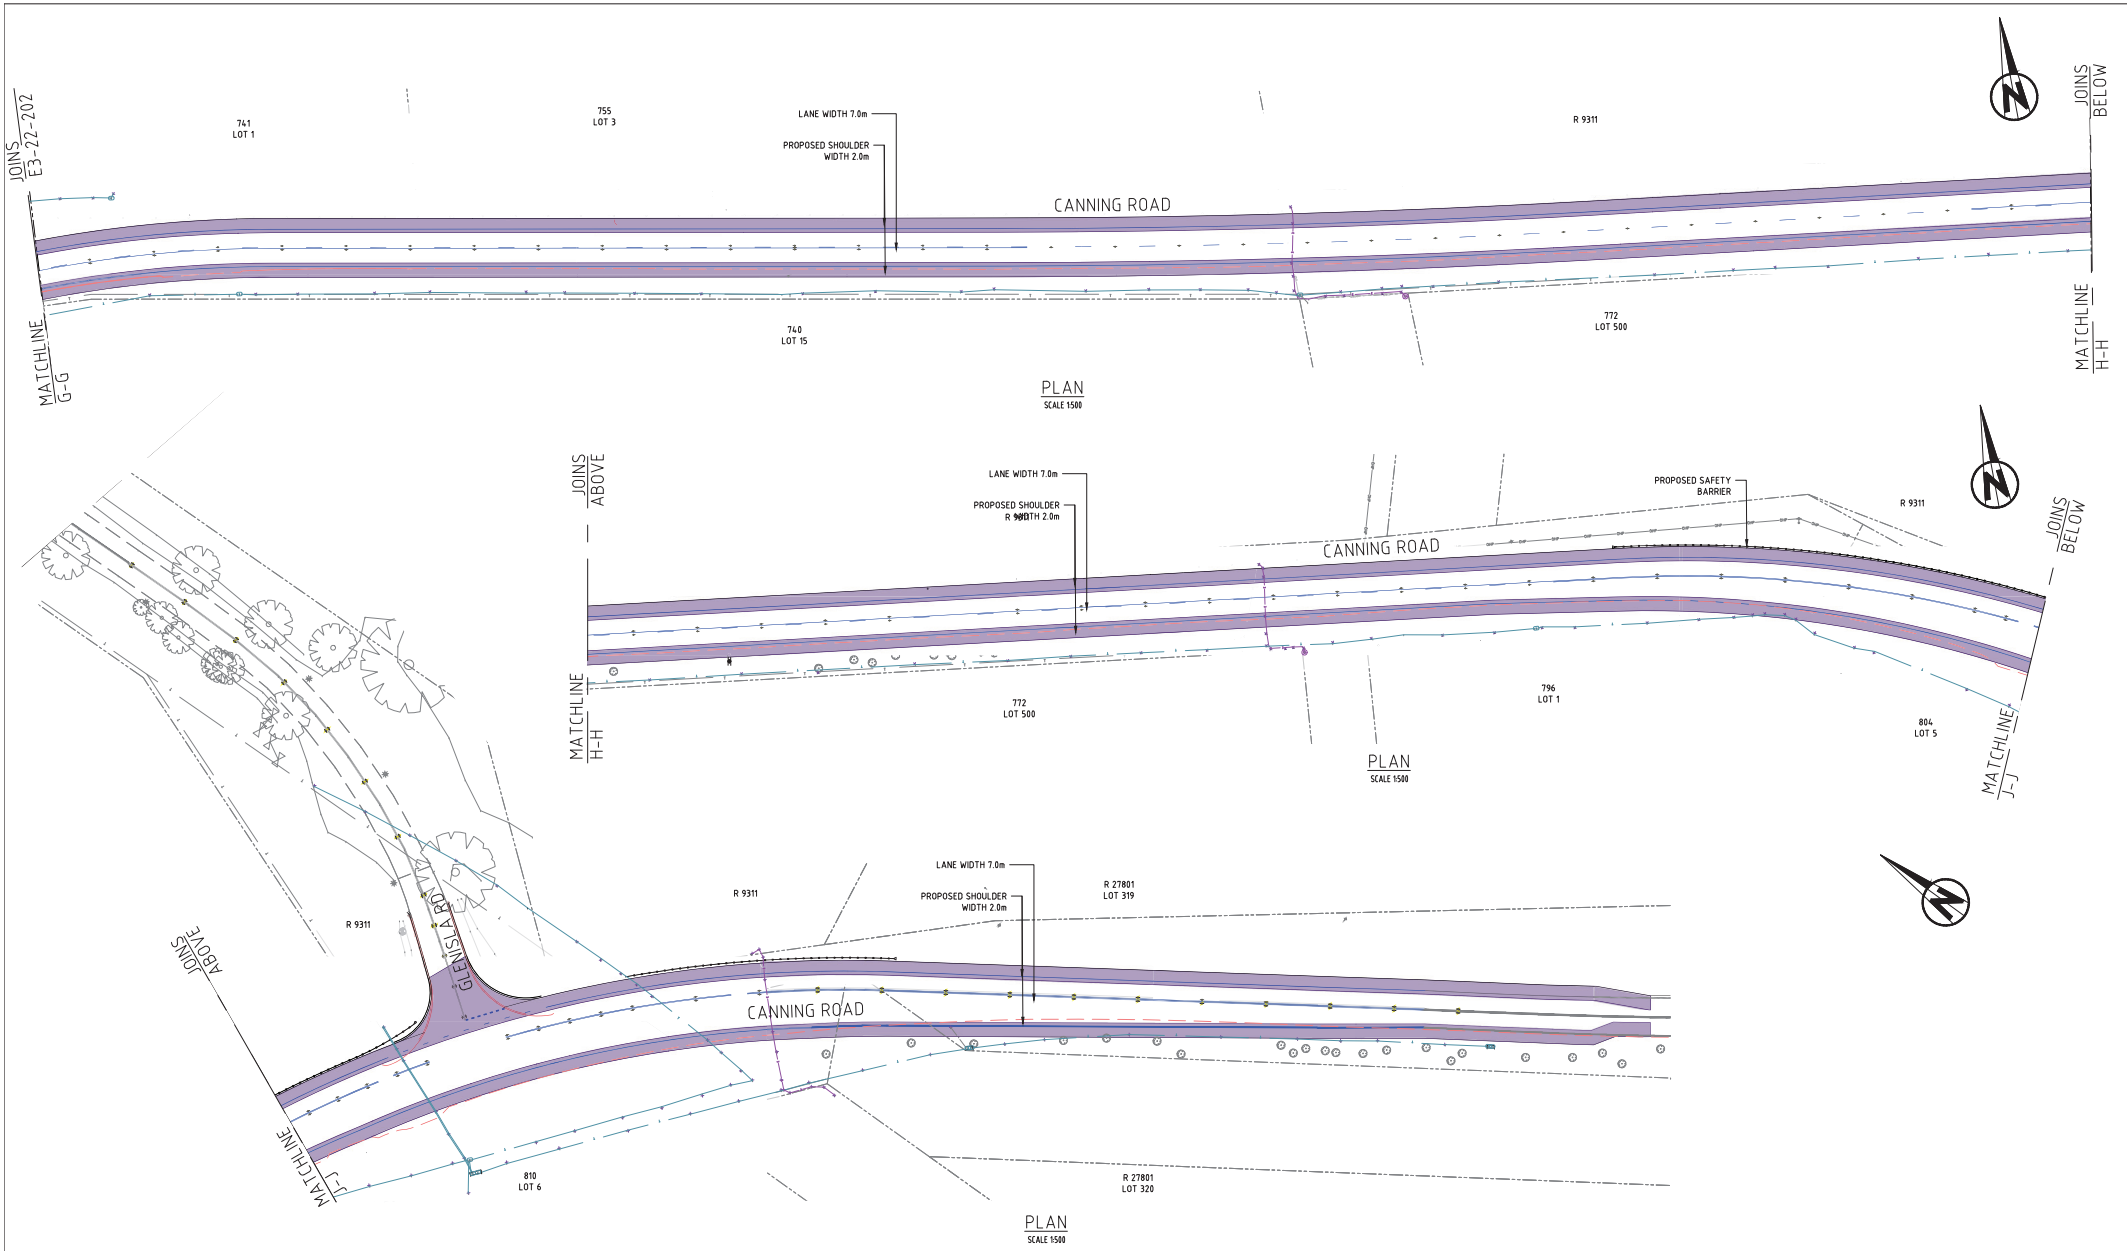 JOINS
E3-22-202
741
LOT 1
755
LOT 3
LANE WIDTH 7.0m
PROPOSED SHOULDER
WIDTH 2.0m
CANNING ROAD
R 9311
N
JOINS
BELOW
MATCHLINE
G-G
740
LOT 15
772
LOT 500
MATCHLINE
H-H
PLAN
SCALE 1:500
JOINS
ABOVE
LANE WIDTH 7.0m
PROPOSED SHOULDER
WIDTH 2.0m
CANNING ROAD
PROPOSED SAFETY
BARRIER
R 9311
N
JOINS
BELOW
MATCHLINE
H-H
772
LOT 500
796
LOT 1
804
LOT 5
MATCHLINE
J-J
PLAN
SCALE 1:500
JOINS
ABOVE
R 9311
GLENISLA RD
R 9311
LANE WIDTH 7.0m
PROPOSED SHOULDER
WIDTH 2.0m
R 27801
LOT 319
N
CANNING ROAD
MATCHLINE
J-J
810
LOT 6
R 27801
LOT 320
PLAN
SCALE 1:500